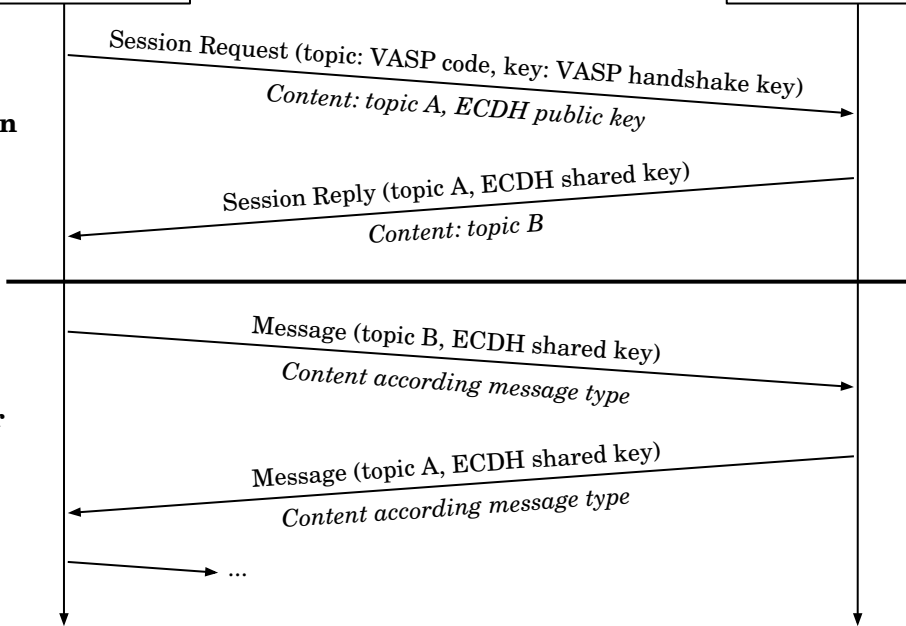 Session Request (topic: VASP code, key: VASP handshake key)
Content: topic A, ECDH public key
n
Session Reply (topic A, ECDH shared key)
Content: topic B
Message (topic B, ECDH shared key)
Content according message type
r
Message (topic A, ECDH shared key)
Content according message type
...